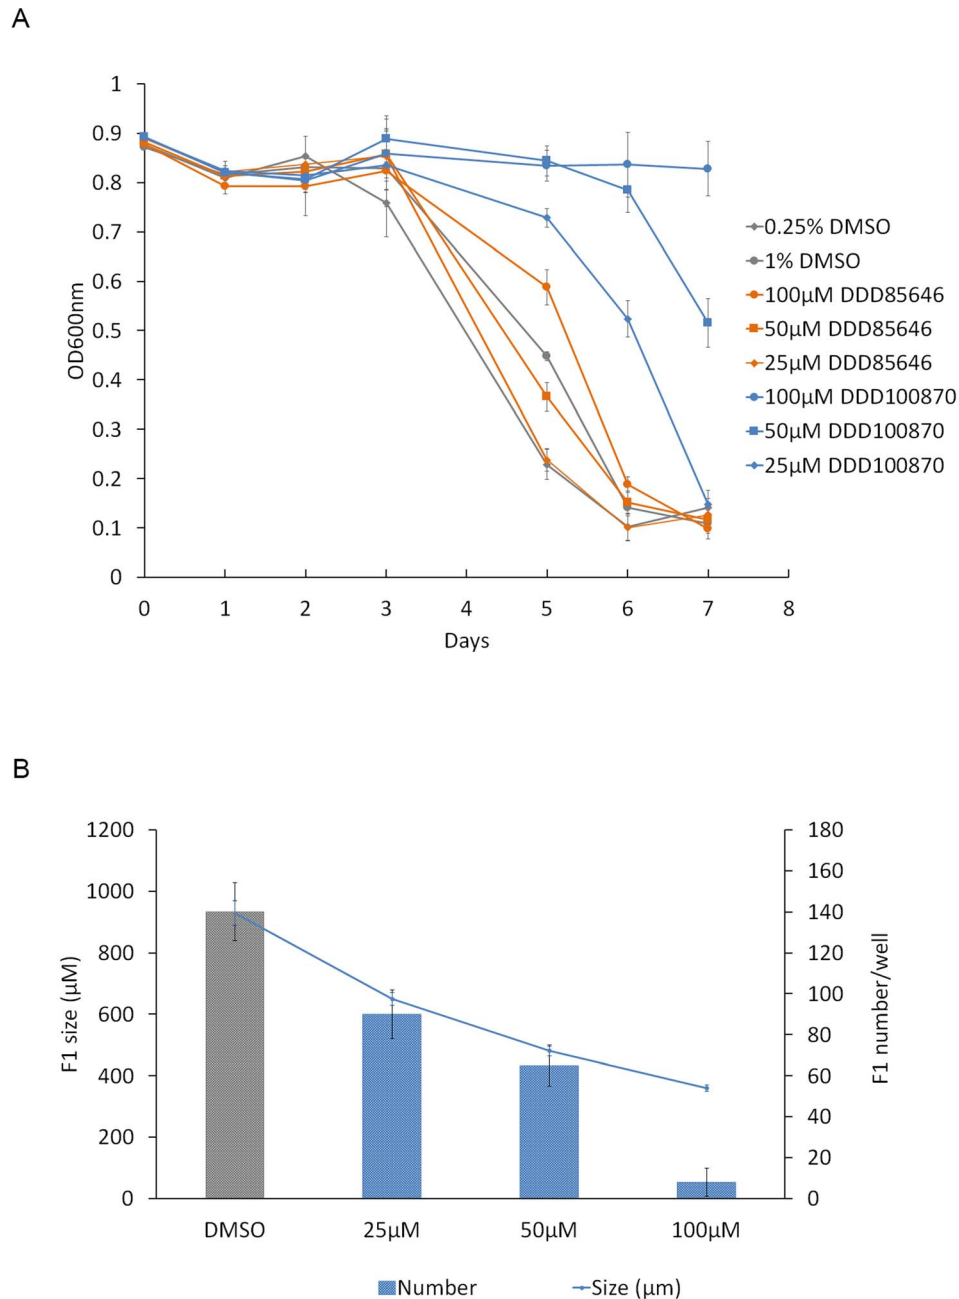 A
1
0.9
0.8
0.7
0.6
0.5
0.4
0.3
0.2
0.1
0
OD600nm
0 1 2 3 4 5 6 7 8
Days
0.25% DMSO
1% DMSO
100µM DDD85646
50µM DDD85646
25µM DDD85646
100µM DDD100870
50µM DDD100870
25µM DDD100870
B
1200
1000
800
600
400
200
0
F1 size (µM)
180
160
140
120
100
80
60
40
20
0
F1 number/well
DMSO 25µM 50µM 100µM
Number Size (µm)